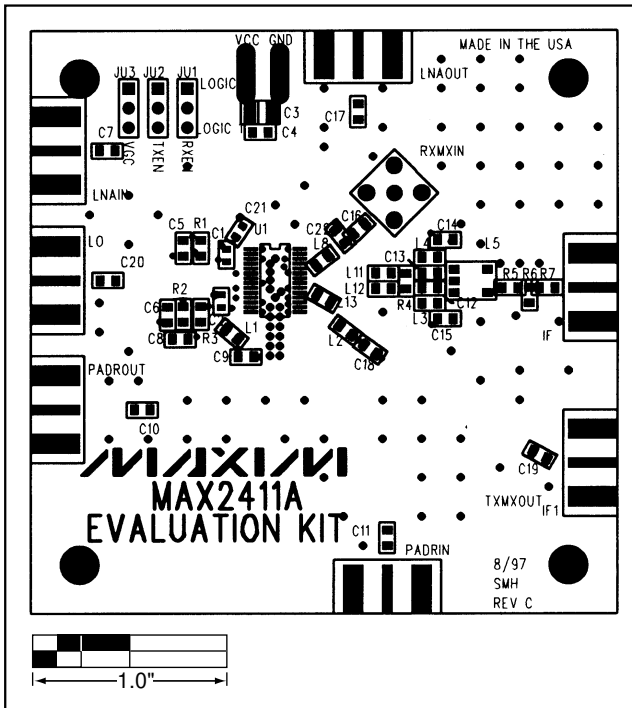 VCC GND
MADE IN THE USA
JU3 JU2 JU1
LOGIC
LNAOUT
C3
C17
C4
LOGIC
C7
VGC
TXEN
RXEN
RXMXIN
LNAIN
C21
LO
C5 R1
U1
C16
C14
C1
L8
L4
L5
C13
C20
L11
R5 R6 R7
L12
R2
L13
R4
C12
C6
L1
L3
IF
C8
R3
L2
C15
C9
C18
PADROUT
C10
MAXIM
C19
MAX2411A
TXMXOUT
IF1
EVALUATION KIT
C11
PADRIN
8/97
SMH
REV C
1.0"